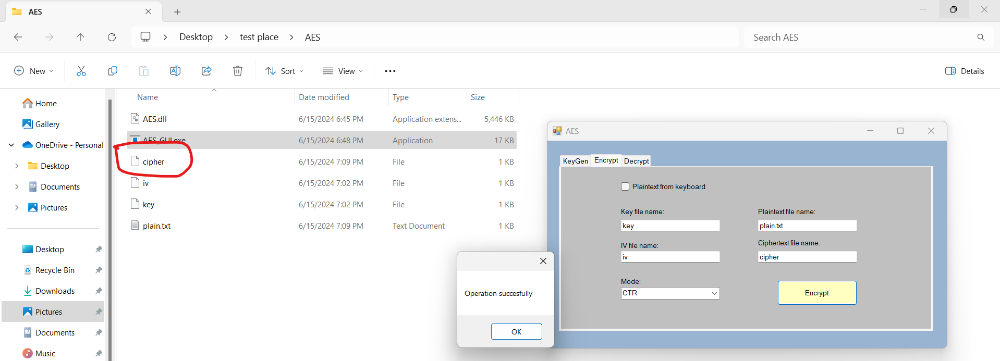 AES
Desktop > test place > AES
Search AES
New
Sort
View
Details
Home
Gallery
OneDrive - Personal
Desktop
Documents
Pictures
Desktop
Recycle Bin
Downloads
Pictures
Documents
Music
Name Date modified Type Size
AES.dll 6/15/2024 6:45 PM Application extens... 5,446 KB
AES_GUI.exe 6/15/2024 6:48 PM Application 17 KB
cipher 6/15/2024 7:09 PM File 1 KB
iv 6/15/2024 7:02 PM File 1 KB
key 6/15/2024 7:02 PM File 1 KB
plain.txt 6/15/2024 7:09 PM Text Document 1 KB
Operation succesfully
OK
AES
KeyGen Encrypt Decrypt
Plaintext from keyboard
Key file name: Plaintext file name:
key plain.txt
IV file name: Ciphertext file name:
iv cipher
Mode:
CTR
Encrypt